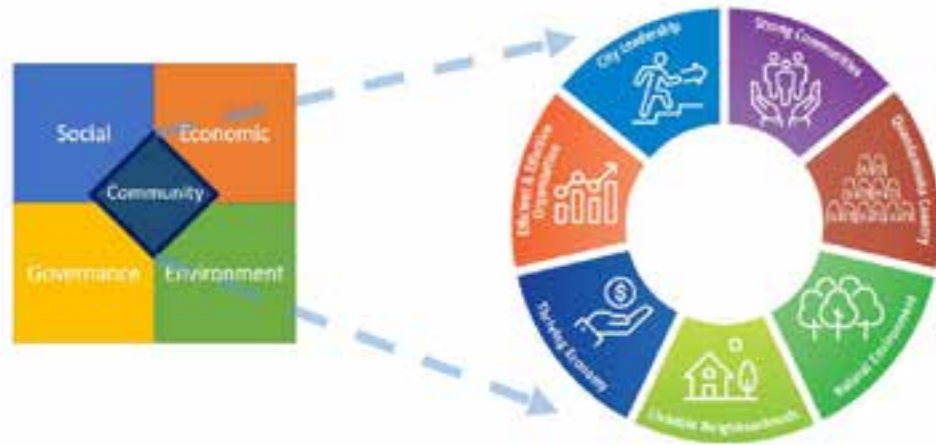 Social
Economic
Community
Governance
Environment
City Leadership
Strong Communities
Natural Environment
Liveable Neighbourhoods
Thriving Economy
Efficient & Effective
Organisation
$